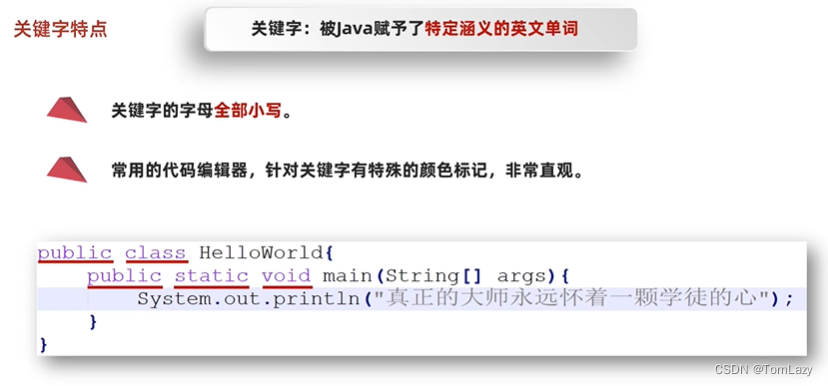 关键字特点
关键字：被Java赋予了特定涵义的英文单词
关键字的字母全部小写。
常用的代码编辑器，针对关键字有特殊的颜色标记，非常直观。
public class HelloWorld{
    public static void main(String[] args){
        System.out.println("真正的大师永远怀着一颗学徒的心");
    }
}
CSDN @TomLazy